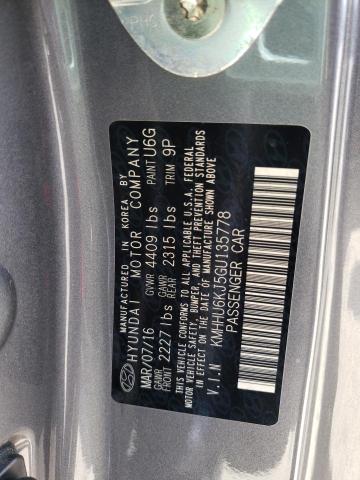 PHC
MANUFACTURED IN KOREA BY
HYUNDAI MOTOR COMPANY
MAR/07/16 PAINT U6G
GVWR 4409 lbs TRIM 9P
GAWR FRONT 2227 lbs GAWR REAR 2315 lbs
THIS VEHICLE CONFORMS TO ALL APPLICABLE U.S.A. FEDERAL
MOTOR VEHICLE SAFETY, BUMPER, AND THEFT PREVENTION STANDARDS
IN EFFECT ON THE DATE OF MANUFACTURE SHOWN ABOVE
V.I.N KMHHU6KJ5GU135778
PASSENGER CAR